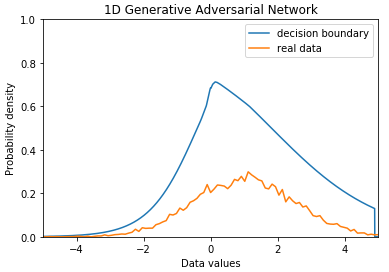 1D Generative Adversarial Network
decision boundary
real data
Probability density
1.0
0.8
0.6
0.4
0.2
0.0
−4
−2
0
2
4
Data values